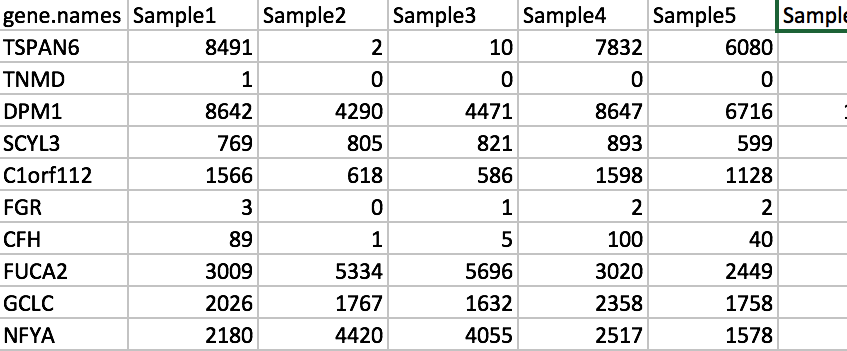 gene.names Sample1 Sample2 Sample3 Sample4 Sample5 Sample
TSPAN6 8491 2 10 7832 6080
TNMD 1 0 0 0 0
DPM1 8642 4290 4471 8647 6716
SCYL3 769 805 821 893 599
C1orf112 1566 618 586 1598 1128
FGR 3 0 1 2 2
CFH 89 1 5 100 40
FUCA2 3009 5334 5696 3020 2449
GCLC 2026 1767 1632 2358 1758
NFYA 2180 4420 4055 2517 1578